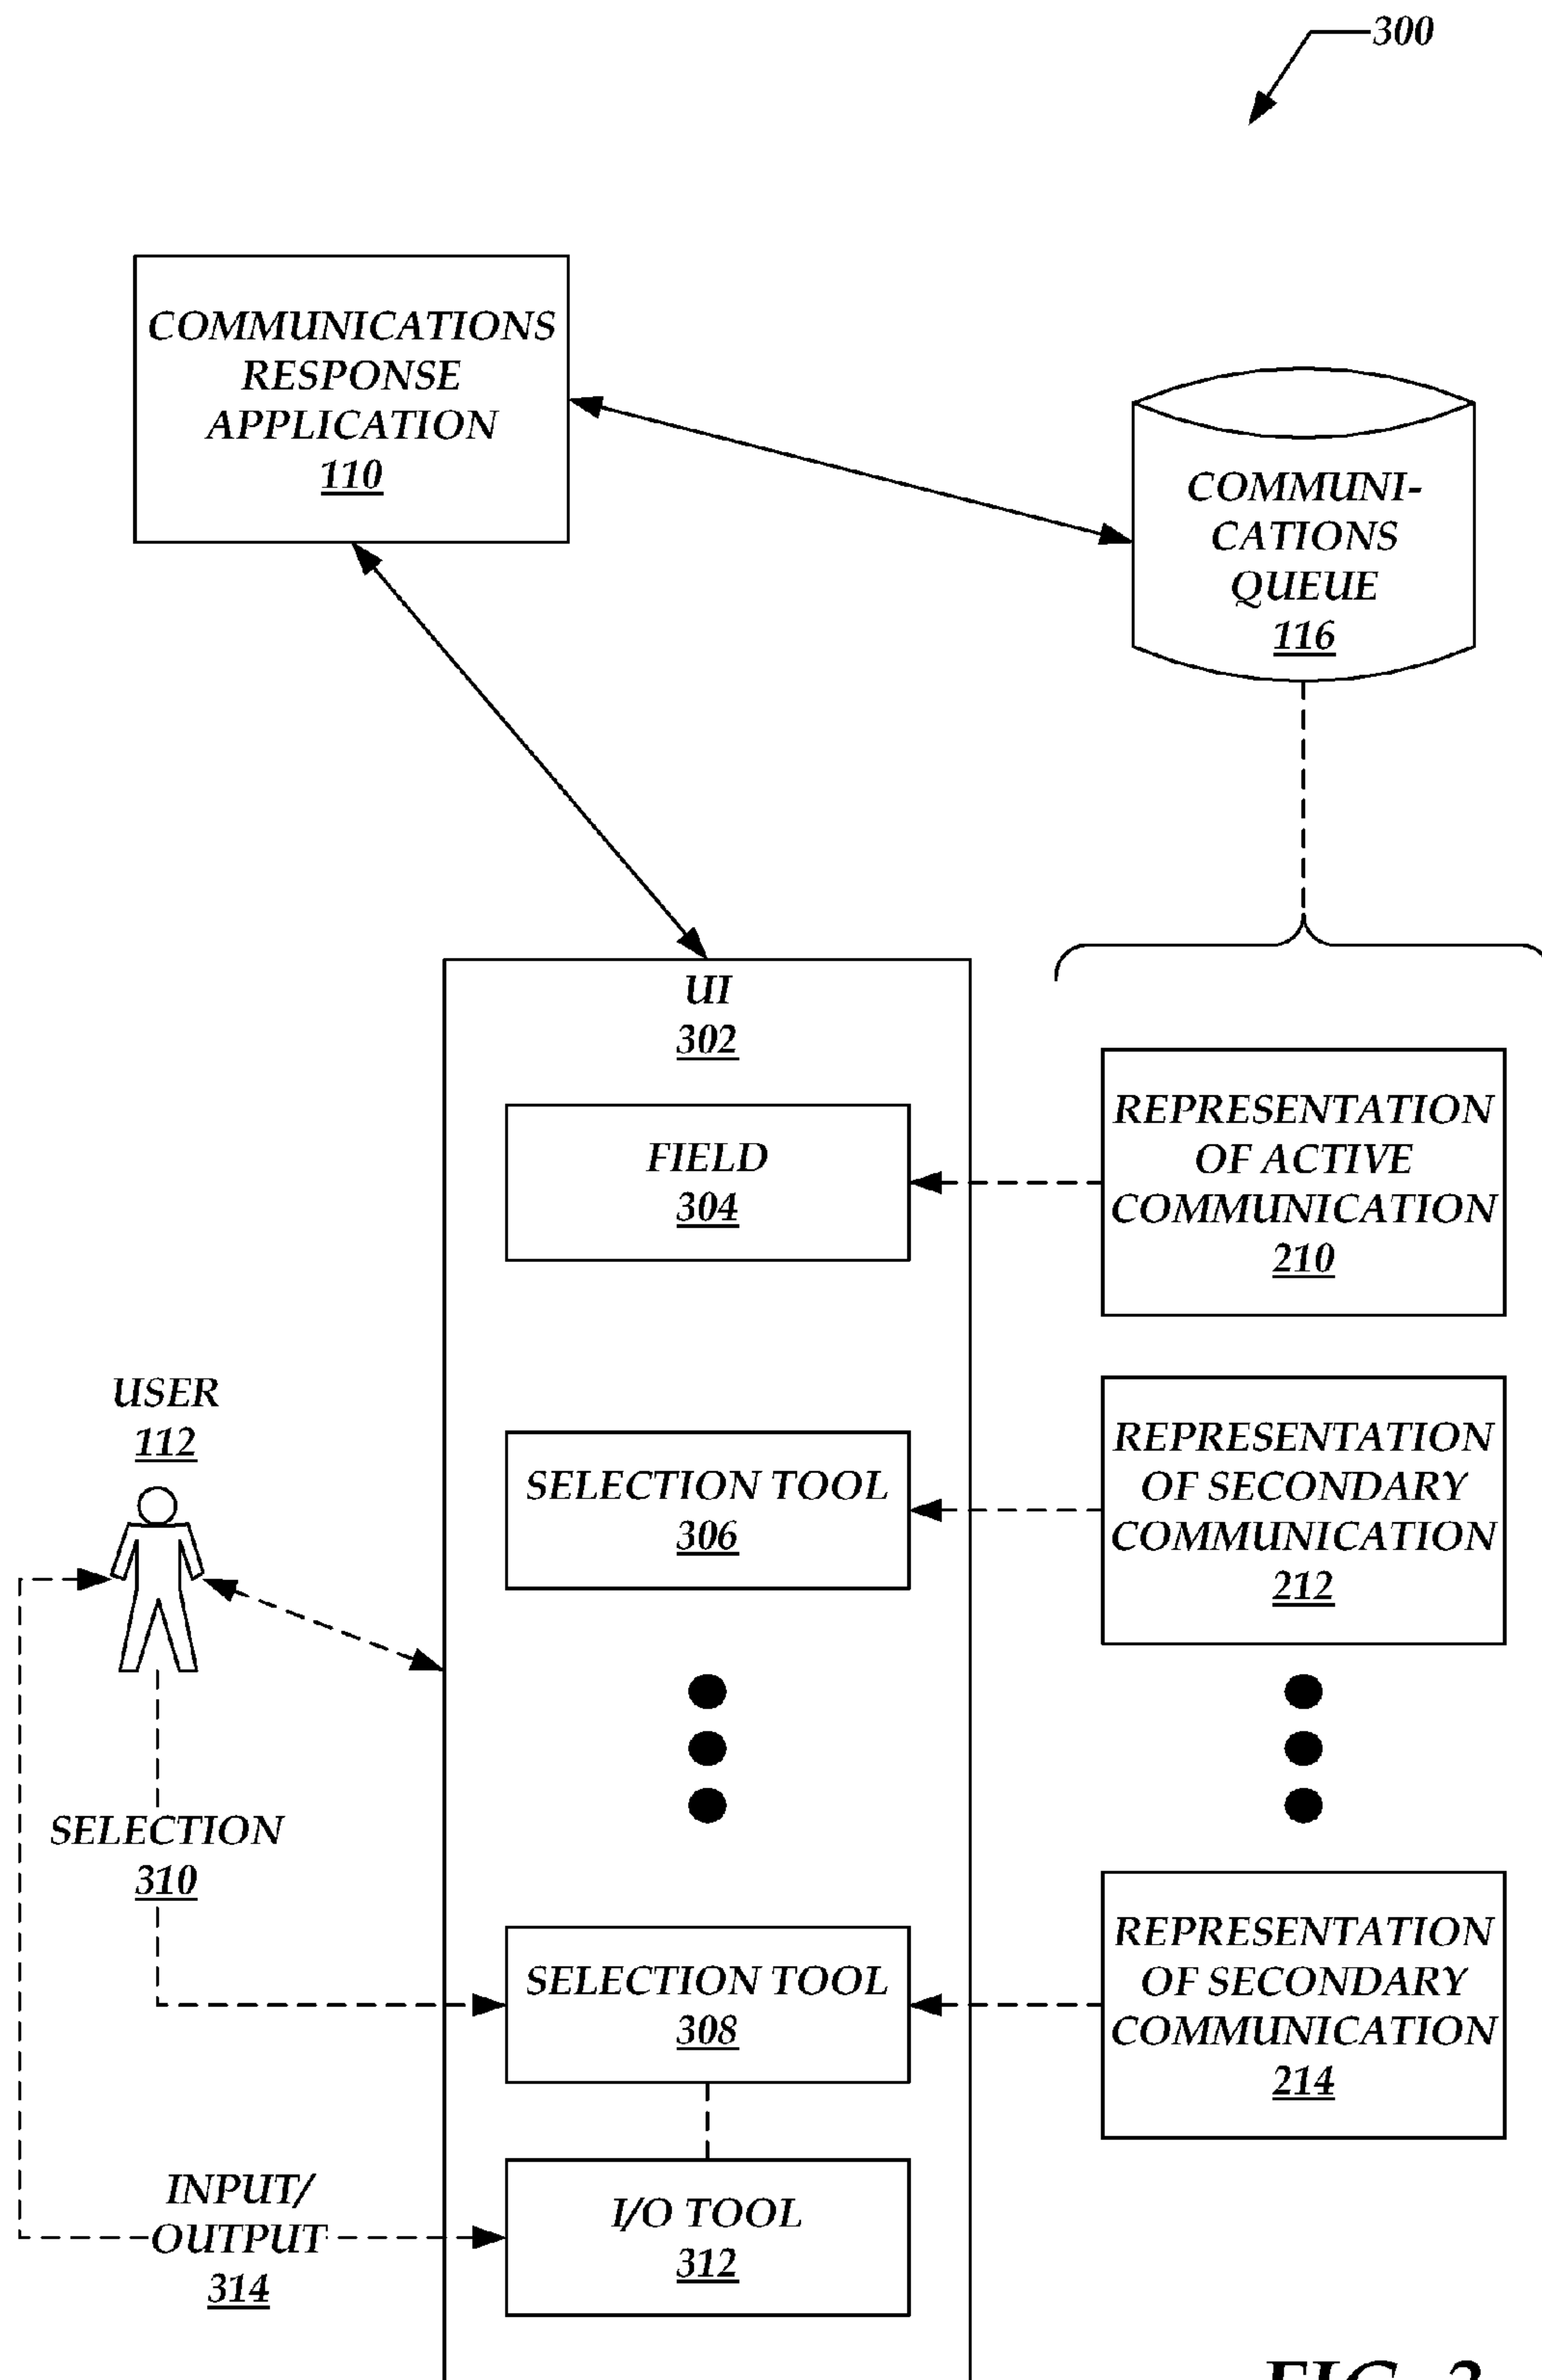 300
COMMUNICATIONS
RESPONSE
APPLICATION
110
COMMUNI-
CATIONS
QUEUE
116
UI
302
FIELD
304
REPRESENTATION
OF ACTIVE
COMMUNICATION
210
USER
112
SELECTION TOOL
306
REPRESENTATION
OF SECONDARY
COMMUNICATION
212
SELECTION
310
SELECTION TOOL
308
REPRESENTATION
OF SECONDARY
COMMUNICATION
214
INPUT/
OUTPUT
314
I/O TOOL
312